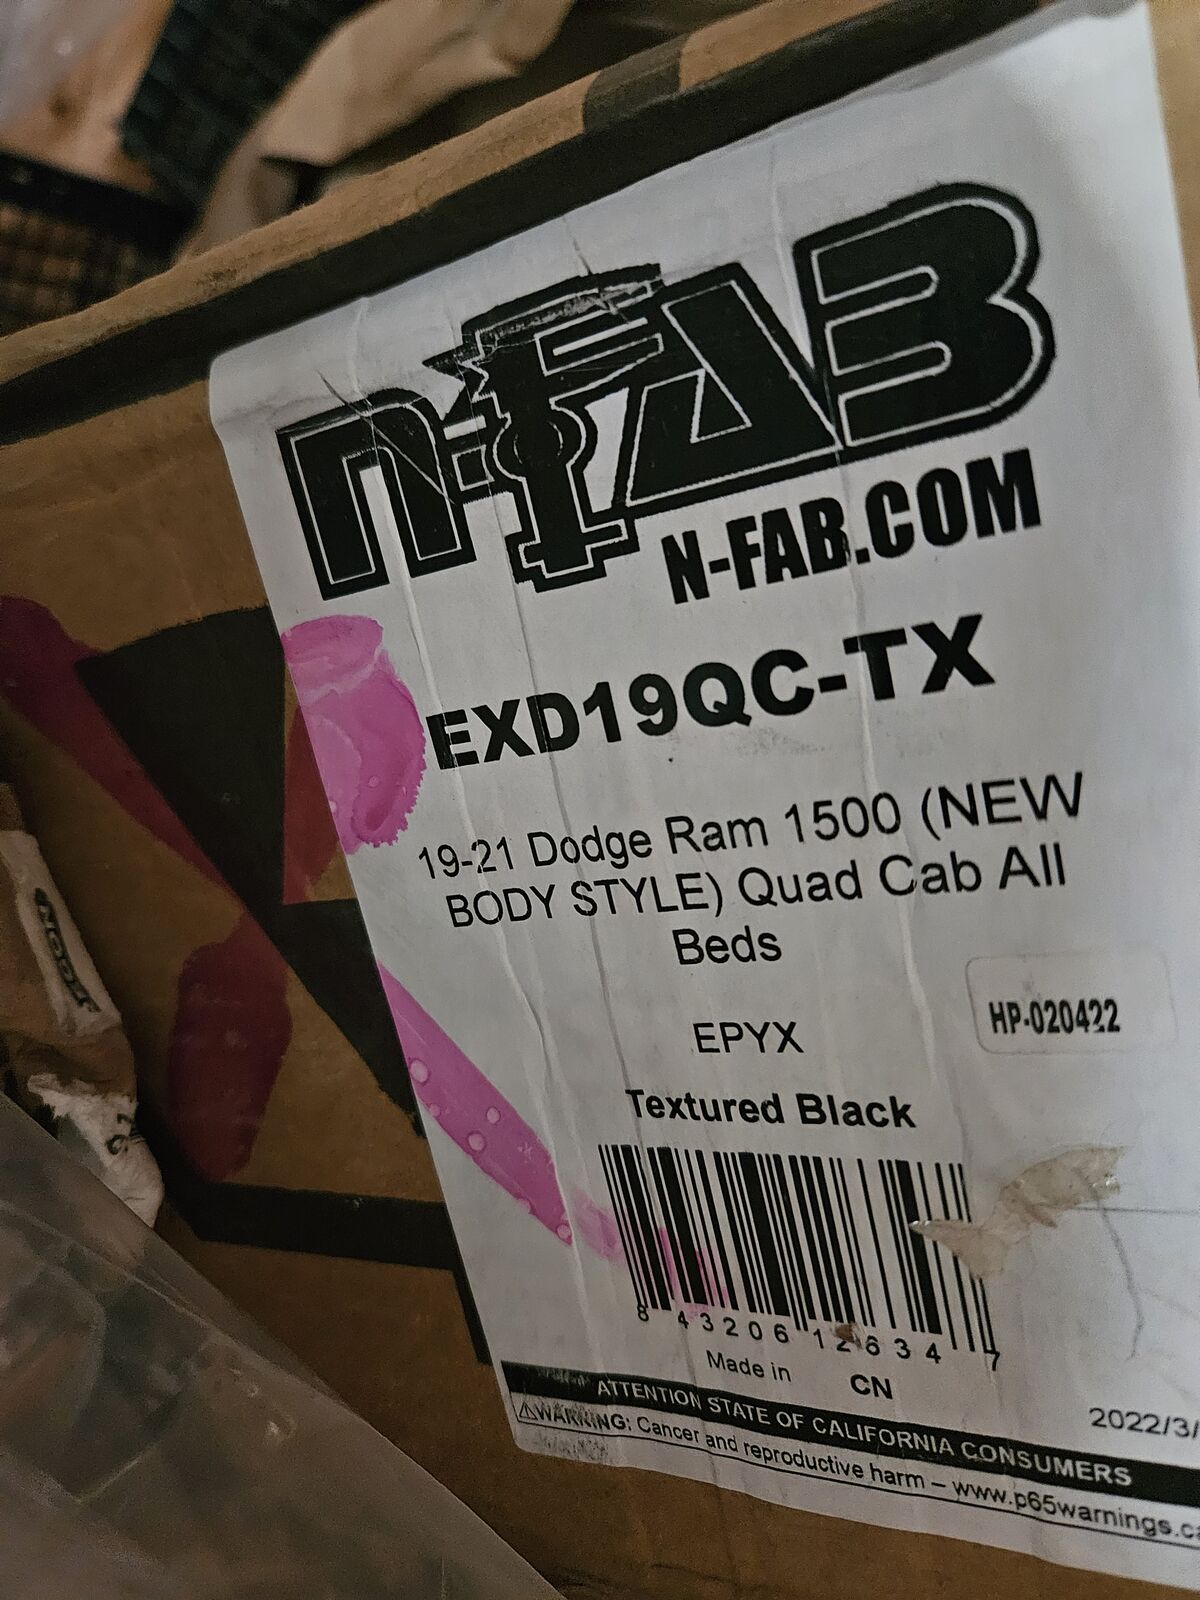 n-FAB
N-FAB.COM
EXD19QC-TX
19-21 Dodge Ram 1500 (NEW
BODY STYLE) Quad Cab All
Beds
EPYX
HP-020422
Textured Black
8 43206 12634 7
Made in CN
2022/3/
ATTENTION STATE OF CALIFORNIA CONSUMERS
⚠WARNING: Cancer and reproductive harm – www.p65warnings.ca